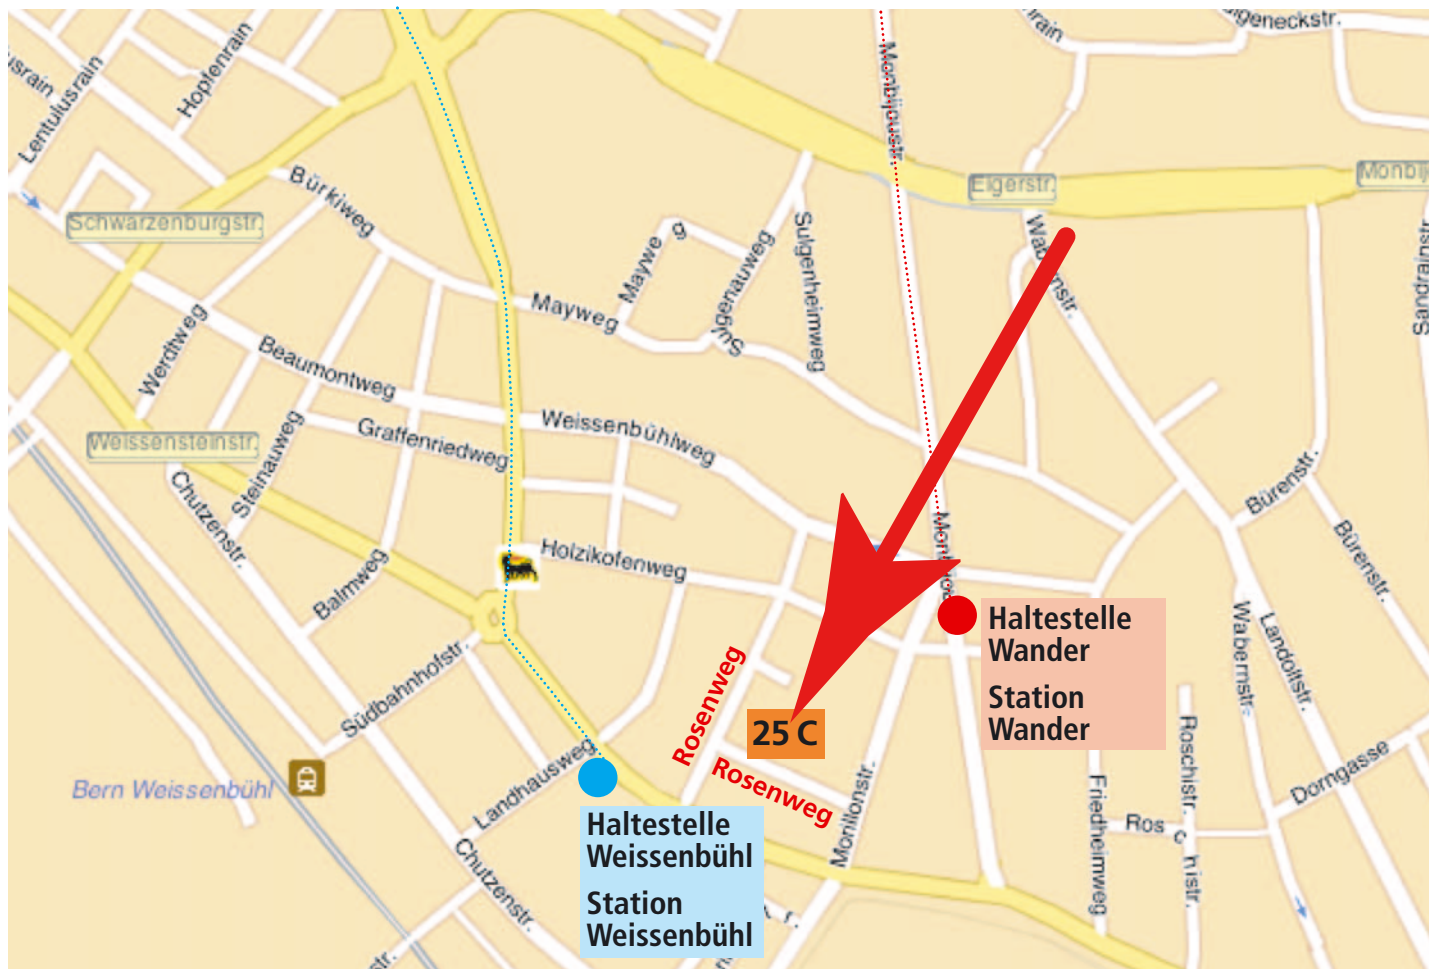 Hopfenrain
Lentulusrain
Monbijoustr.
Eigerstr.
Bürkiweg
Schwarzenburgstr.
Mayweg
Sulgenauweg
Sulgenheimweg
Wabernstr.
Sandrainstr
Mayweg
Werdtweg
Beaumontweg
Weissenbühlweg
Graffenriedweg
Weissensteinstr.
Steinauweg
Chutzenstr.
Bürenstr.
Bürenstr.
Holzikofenweg
Balmweg
Haltestelle
Wander
Station
Wander
Wabernstr.
Landoltstr.
Südbahnhofstr.
Rosenweg
25 C
Rosenweg
Bern Weissenbühl
Landhausweg
Monillonstr.
Roschistr.
Dorngasse
Friedheimweg
Roschistr.
Haltestelle
Weissenbühl
Station
Weissenbühl
Chutzenstr.